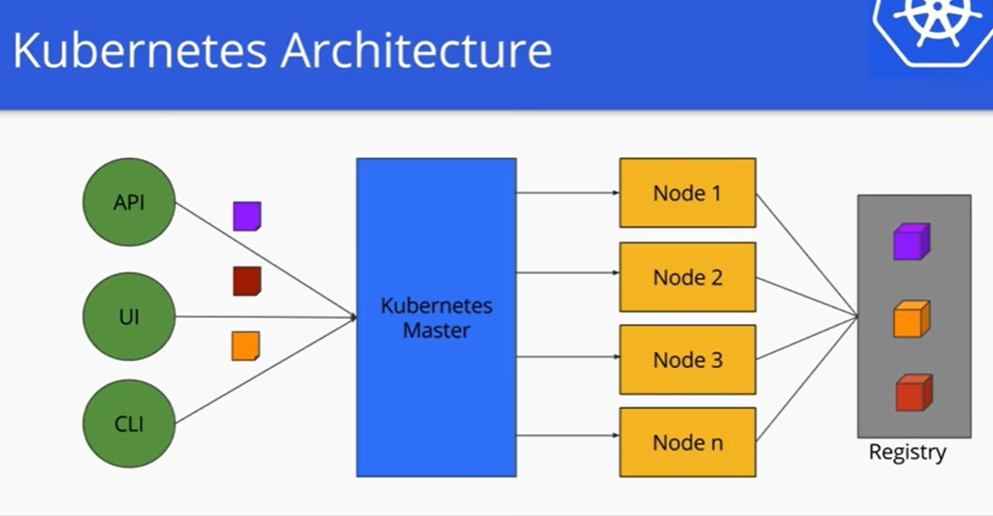 Kubernetes Architecture
API
UI
CLI
Kubernetes
Master
Node 1
Node 2
Node 3
Node n
Registry